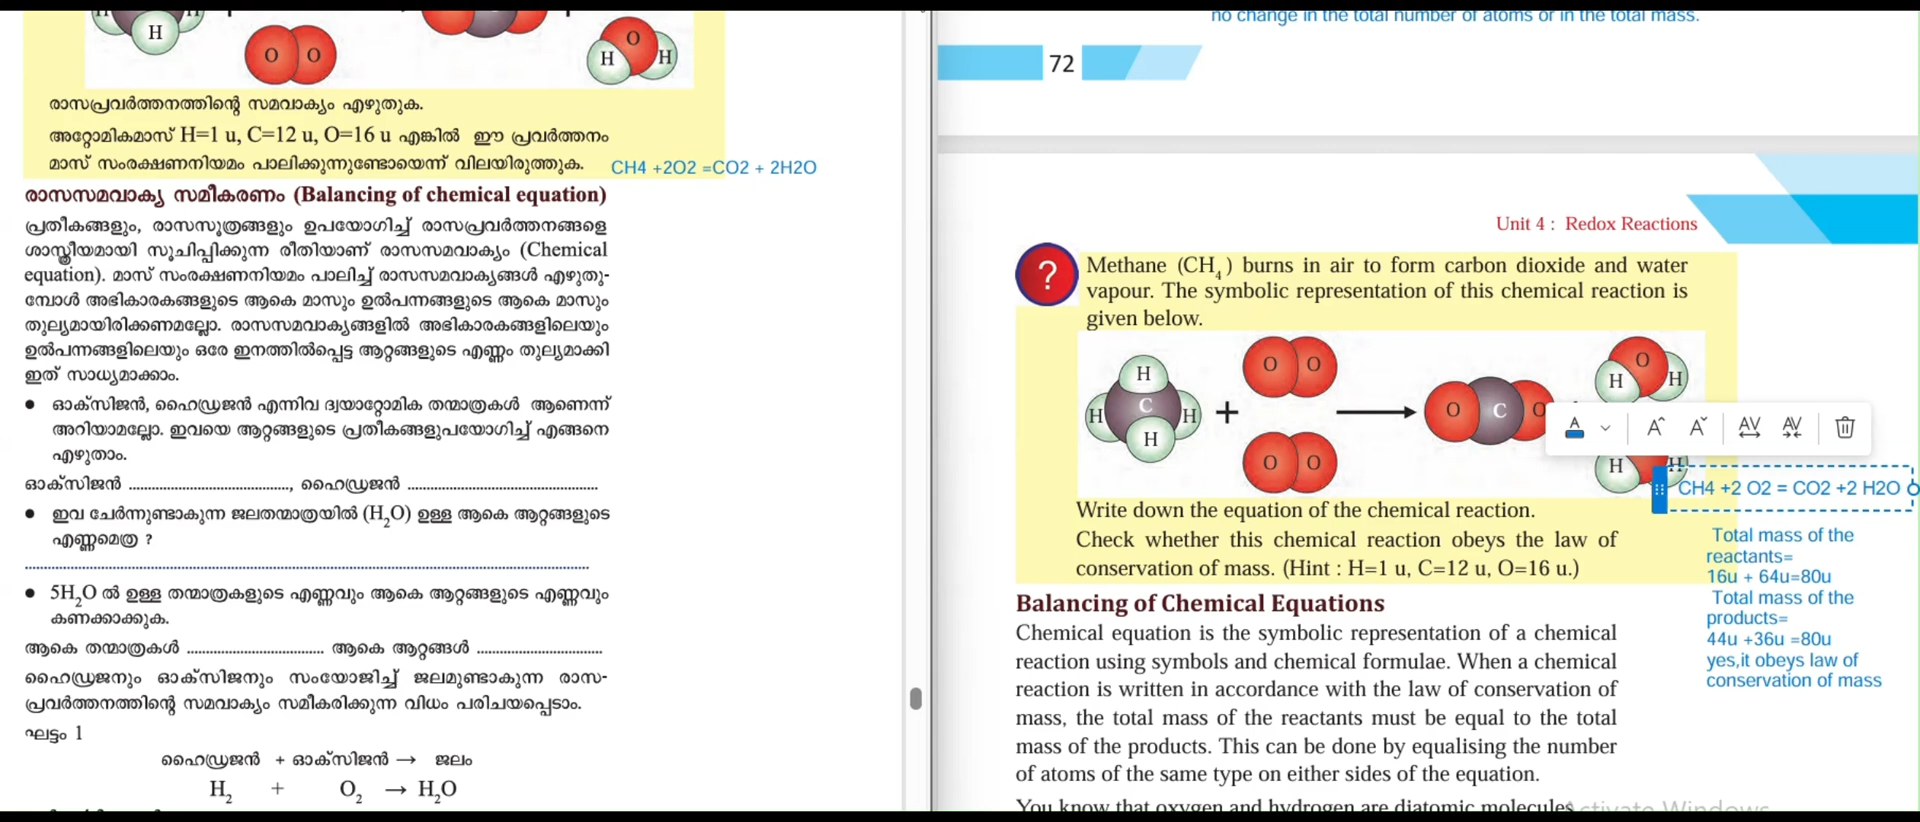 H
O O
O
H H
രാസപ്രവർത്തനത്തിന്റെ സമവാക്യം എഴുതുക.
അറ്റോമികമാസ് H=1 u, C=12 u, O=16 u എങ്കിൽ ഈ പ്രവർത്തനം
മാസ് സംരക്ഷണനിയമം പാലിക്കുന്നുണ്ടോയെന്ന് വിലയിരുത്തുക.
CH4 +2O2 =CO2 + 2H2O
രാസസമവാക്യ സമീകരണം (Balancing of chemical equation)
പ്രതീകങ്ങളും, രാസസൂത്രങ്ങളും ഉപയോഗിച്ച് രാസപ്രവർത്തനങ്ങളെ
ശാസ്ത്രീയമായി സൂചിപ്പിക്കുന്ന രീതിയാണ് രാസസമവാക്യം (Chemical
equation). മാസ് സംരക്ഷണനിയമം പാലിച്ച് രാസസമവാക്യങ്ങൾ എഴുതു-
മ്പോൾ അഭികാരകങ്ങളുടെ ആകെ മാസും ഉൽപന്നങ്ങളുടെ ആകെ മാസും
തുല്യമായിരിക്കണമല്ലോ. രാസസമവാക്യങ്ങളിൽ അഭികാരകങ്ങളിലെയും
ഉൽപന്നങ്ങളിലെയും ഒരേ ഇനത്തിൽപ്പെട്ട ആറ്റങ്ങളുടെ എണ്ണം തുല്യമാക്കി
ഇത് സാധ്യമാക്കാം.
• ഓക്സിജൻ, ഹൈഡ്രജൻ എന്നിവ ദ്വയാറ്റോമിക തന്മാത്രകൾ ആണെന്ന്
അറിയാമല്ലോ. ഇവയെ ആറ്റങ്ങളുടെ പ്രതീകങ്ങളുപയോഗിച്ച് എങ്ങനെ
എഴുതാം.
ഓക്സിജൻ ........................................, ഹൈഡ്രജൻ ................................................
• ഇവ ചേർന്നുണ്ടാകുന്ന ജലതന്മാത്രയിൽ (H₂O) ഉള്ള ആകെ ആറ്റങ്ങളുടെ
എണ്ണമെത്ര ?
• 5H₂O ൽ ഉള്ള തന്മാത്രകളുടെ എണ്ണവും ആകെ ആറ്റങ്ങളുടെ എണ്ണവും
കണക്കാക്കുക.
ആകെ തന്മാത്രകൾ .................................. ആകെ ആറ്റങ്ങൾ ...............................
ഹൈഡ്രജനും ഓക്സിജനും സംയോജിച്ച് ജലമുണ്ടാകുന്ന രാസ-
പ്രവർത്തനത്തിന്റെ സമവാക്യം സമീകരിക്കുന്ന വിധം പരിചയപ്പെടാം.
ഘട്ടം 1
ഹൈഡ്രജൻ + ഓക്സിജൻ → ജലം
H₂ + O₂ → H₂O
no change in the total number of atoms or in the total mass.
72
Unit 4 : Redox Reactions
? Methane (CH₄) burns in air to form carbon dioxide and water
vapour. The symbolic representation of this chemical reaction is
given below.
H
H C H
H
+
O O
O O
O C O
O
H H
H H
CH4 +2 O2 = CO2 +2 H2O
Write down the equation of the chemical reaction.
Check whether this chemical reaction obeys the law of
conservation of mass. (Hint : H=1 u, C=12 u, O=16 u.)
Total mass of the
reactants=
16u + 64u=80u
Total mass of the
products=
44u +36u =80u
yes,it obeys law of
conservation of mass
Balancing of Chemical Equations
Chemical equation is the symbolic representation of a chemical
reaction using symbols and chemical formulae. When a chemical
reaction is written in accordance with the law of conservation of
mass, the total mass of the reactants must be equal to the total
mass of the products. This can be done by equalising the number
of atoms of the same type on either sides of the equation.
You know that oxygen and hydrogen are diatomic molecules
Activate Windows